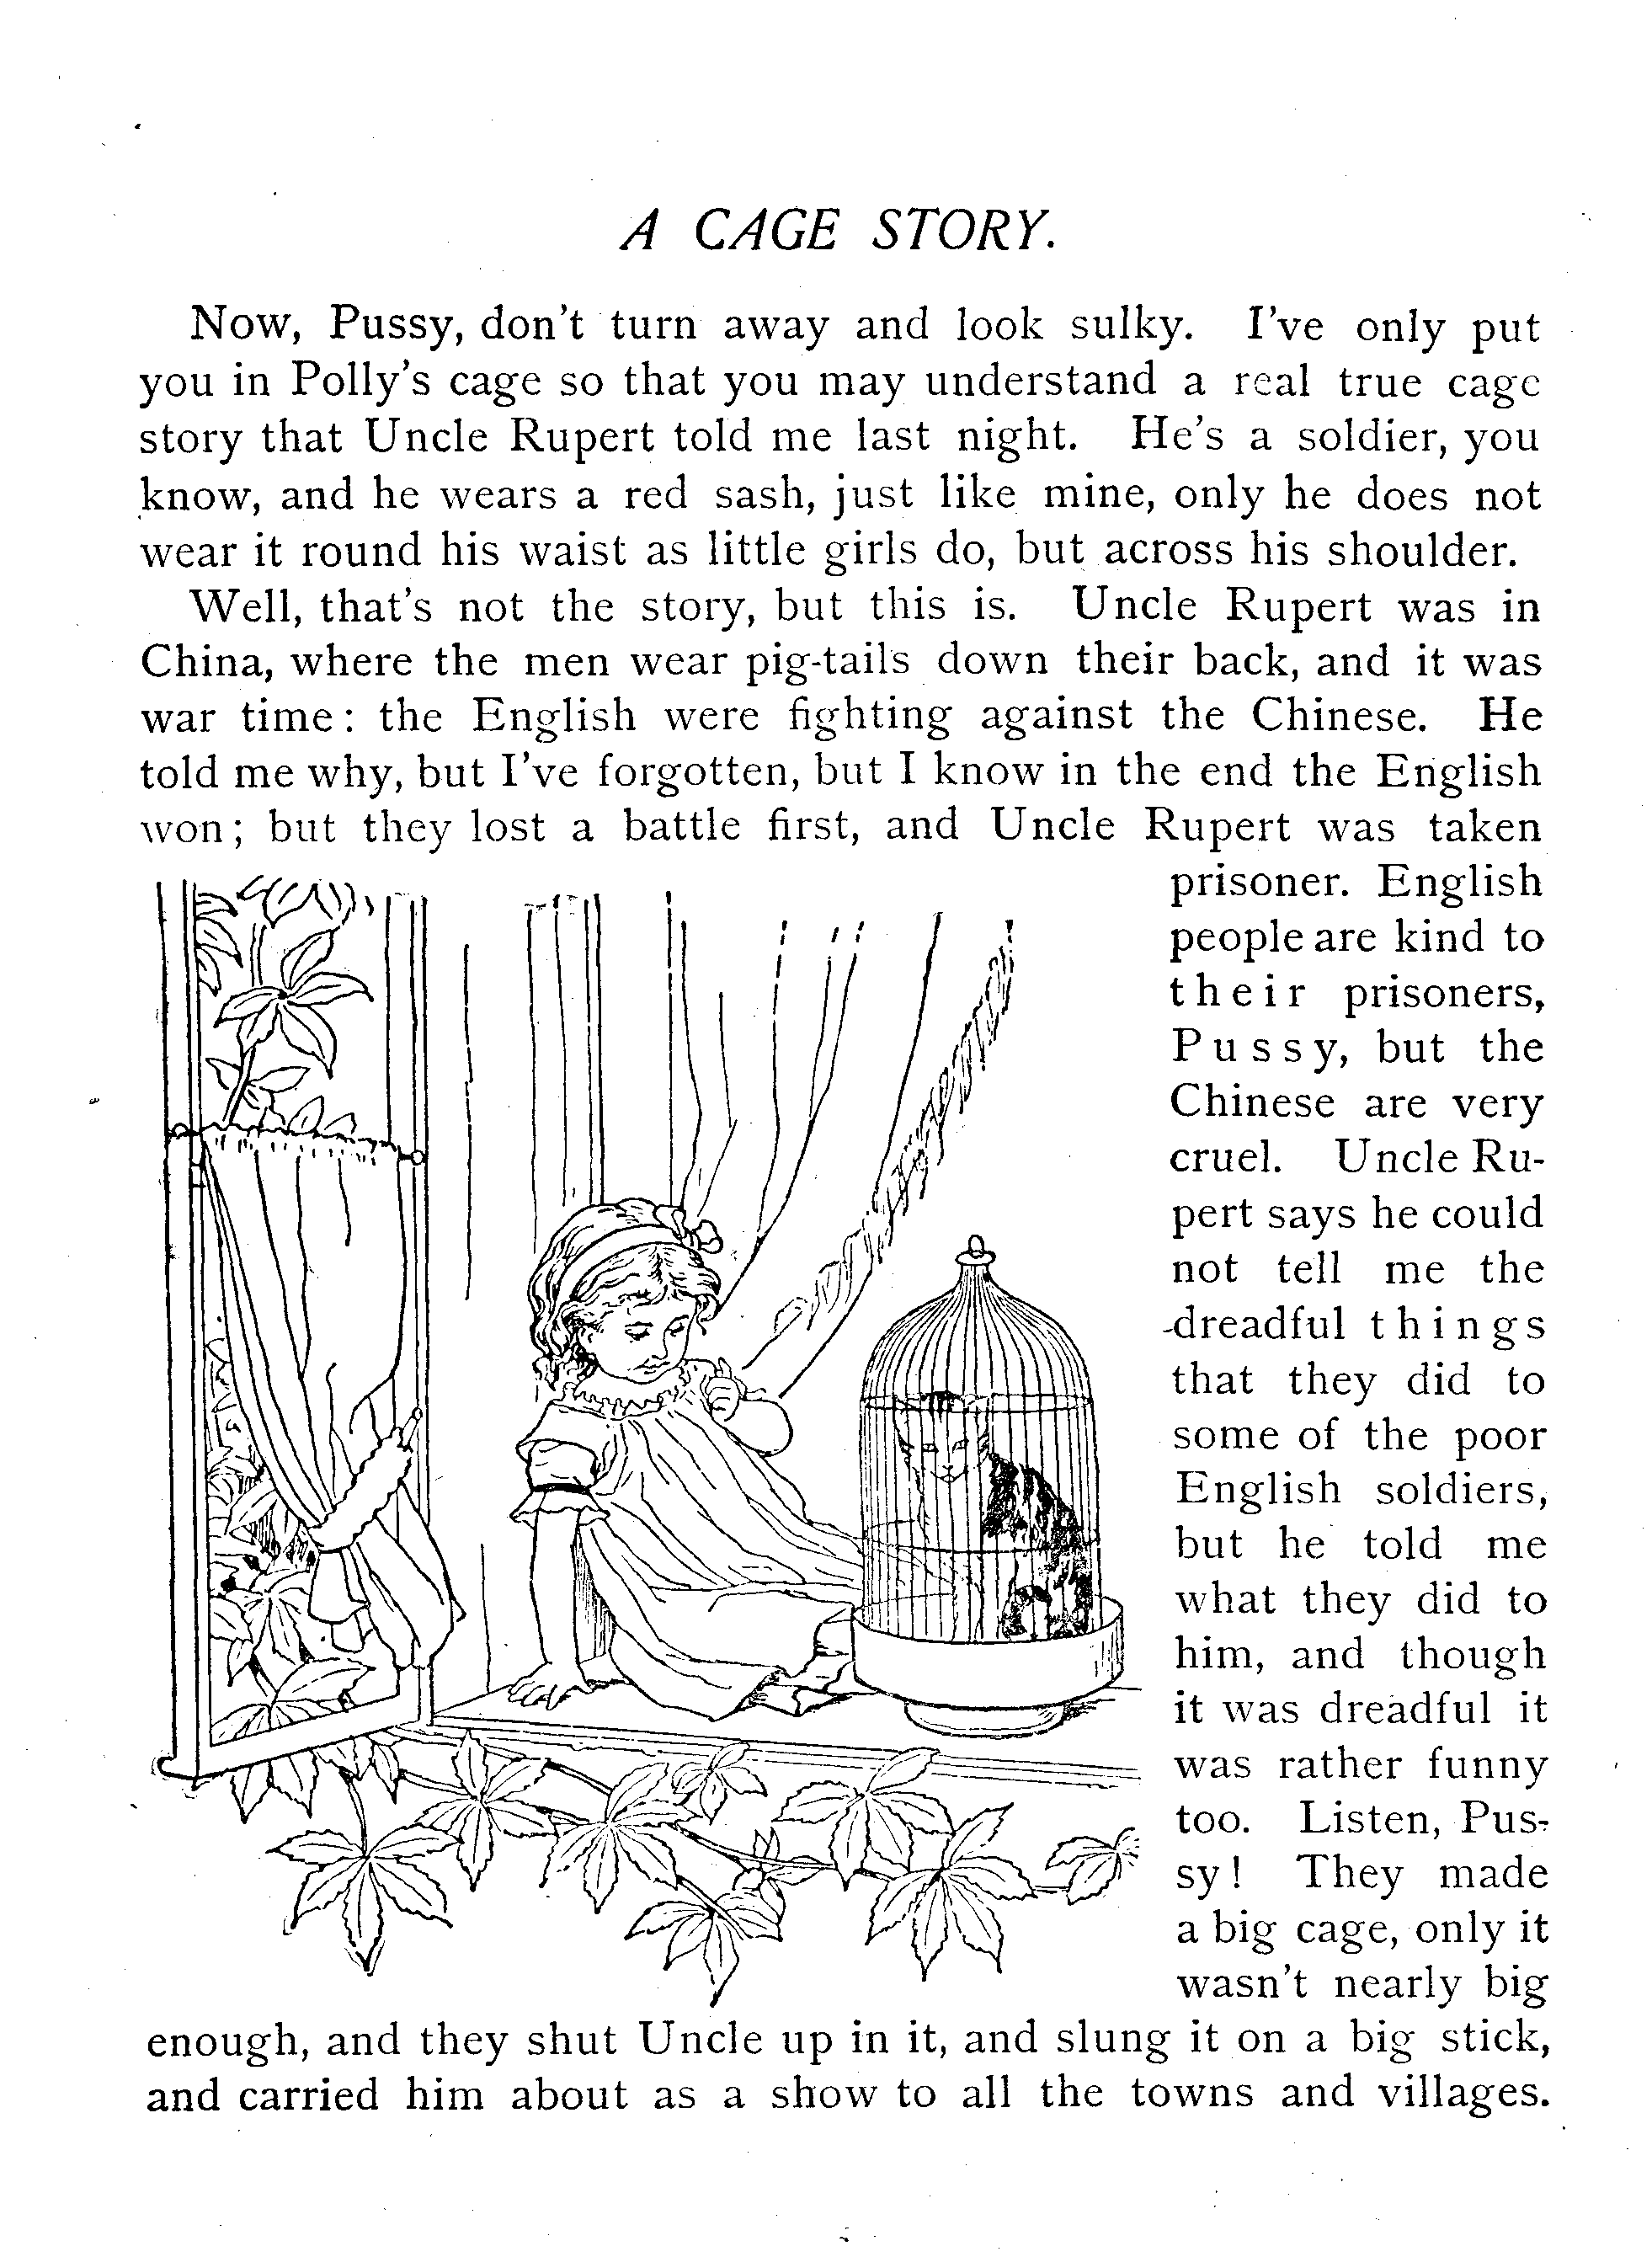 A CAGE STORY.
Now, Pussy, don't turn away and look sulky. I've only put
you in Polly's cage so that you may understand a real true cage
story that Uncle Rupert told me last night. He's a soldier, you
know, and he wears a red sash, just like mine, only he does not
wear it round his waist as little girls do, but across his shoulder.
Well, that's not the story, but this is. Uncle Rupert was in
China, where the men wear pig-tails down their back, and it was
war time: the English were fighting against the Chinese. He
told me why, but I've forgotten, but I know in the end the English
won; but they lost a battle first, and Uncle Rupert was taken
prisoner. English
people are kind to
their prisoners,
Pussy, but the
Chinese are very
cruel. Uncle Ru-
pert says he could
not tell me the
dreadful things
that they did to
some of the poor
English soldiers,
but he told me
what they did to
him, and though
it was dreadful it
was rather funny
too. Listen, Pus-
sy! They made
a big cage, only it
wasn't nearly big
enough, and they shut Uncle up in it, and slung it on a big stick,
and carried him about as a show to all the towns and villages.